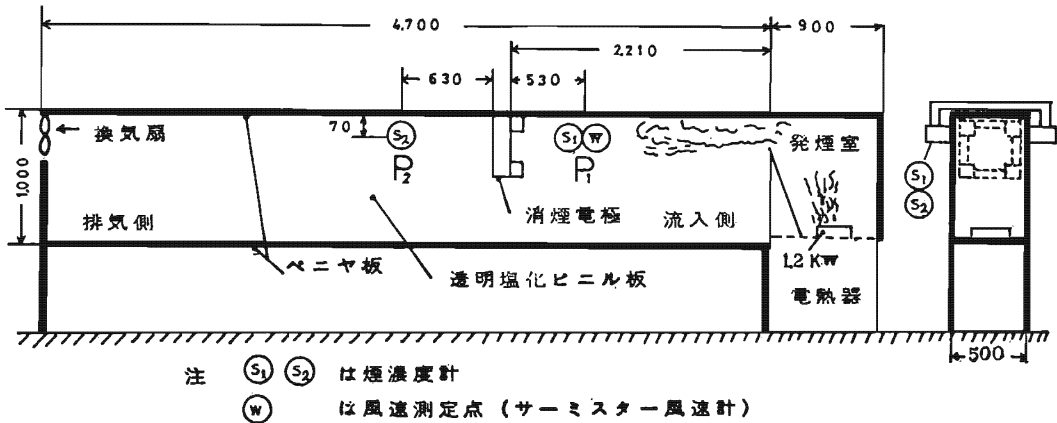 4.700
900
2.210
630
530
70
1.000
換気扇
S₂
P₂
S₁ W
P₁
発煙室
S₁
S₂
排気側
消煙電極
流入側
ベニヤ板
透明塩化ビニル板
1.2 KW
電熱器
500
注 S₁ S₂ は煙濃度計
W は風速測定点 (サーミスター風速計)